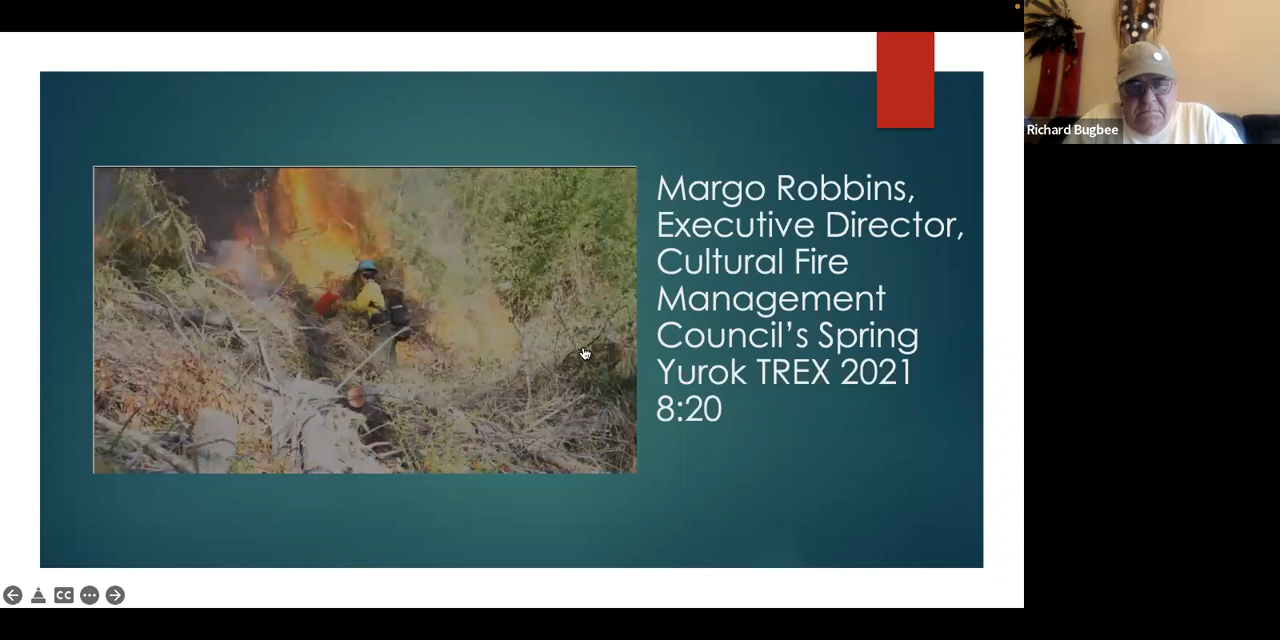 Margo Robbins,
Executive Director,
Cultural Fire
Management
Council’s Spring
Yurok TREX 2021
8:20
Richard Bugbee
CC